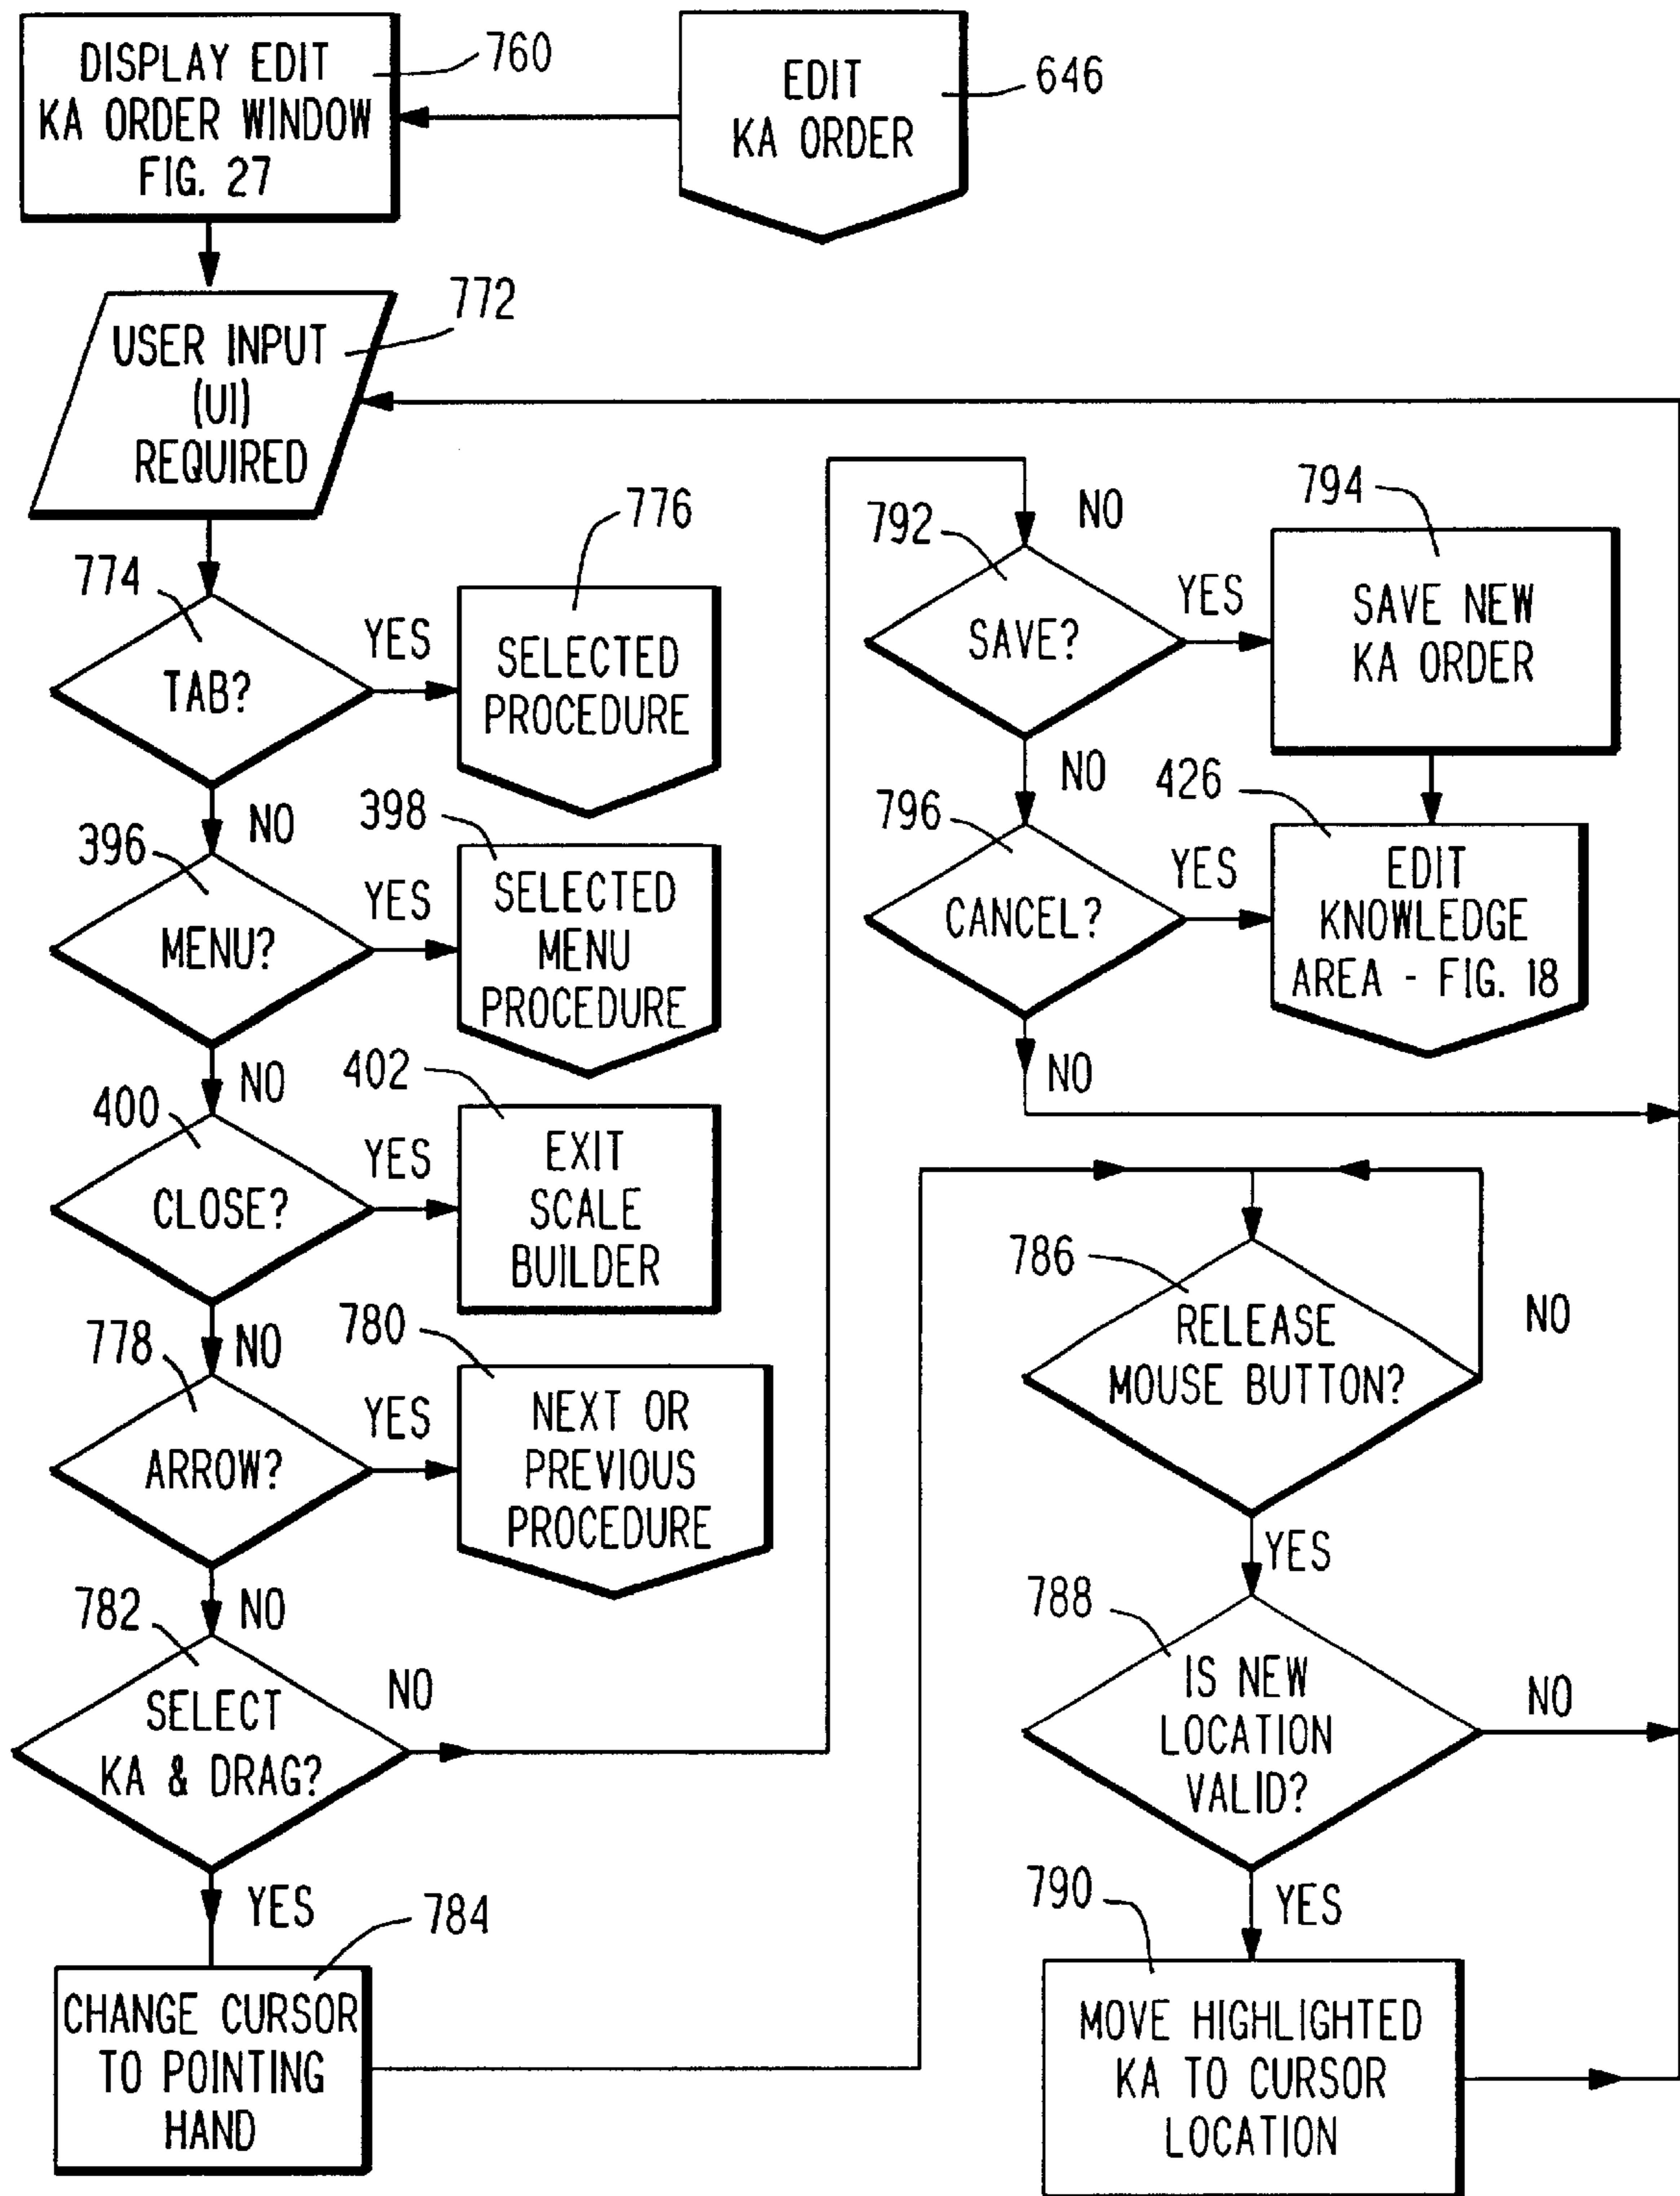 DISPLAY EDIT
KA ORDER WINDOW
FIG. 27
760
EDIT
KA ORDER
646
USER INPUT
(UI)
REQUIRED
772
774
TAB?
YES
776
SELECTED
PROCEDURE
NO
396
MENU?
YES
398
SELECTED
MENU
PROCEDURE
NO
400
CLOSE?
YES
402
EXIT
SCALE
BUILDER
NO
778
ARROW?
YES
780
NEXT OR
PREVIOUS
PROCEDURE
NO
782
SELECT
KA & DRAG?
NO
YES
784
CHANGE CURSOR
TO POINTING
HAND
NO
792
SAVE?
YES
794
SAVE NEW
KA ORDER
NO
796
CANCEL?
YES
426
EDIT
KNOWLEDGE
AREA - FIG. 18
NO
786
RELEASE
MOUSE BUTTON?
NO
YES
788
IS NEW
LOCATION
VALID?
NO
YES
790
MOVE HIGHLIGHTED
KA TO CURSOR
LOCATION